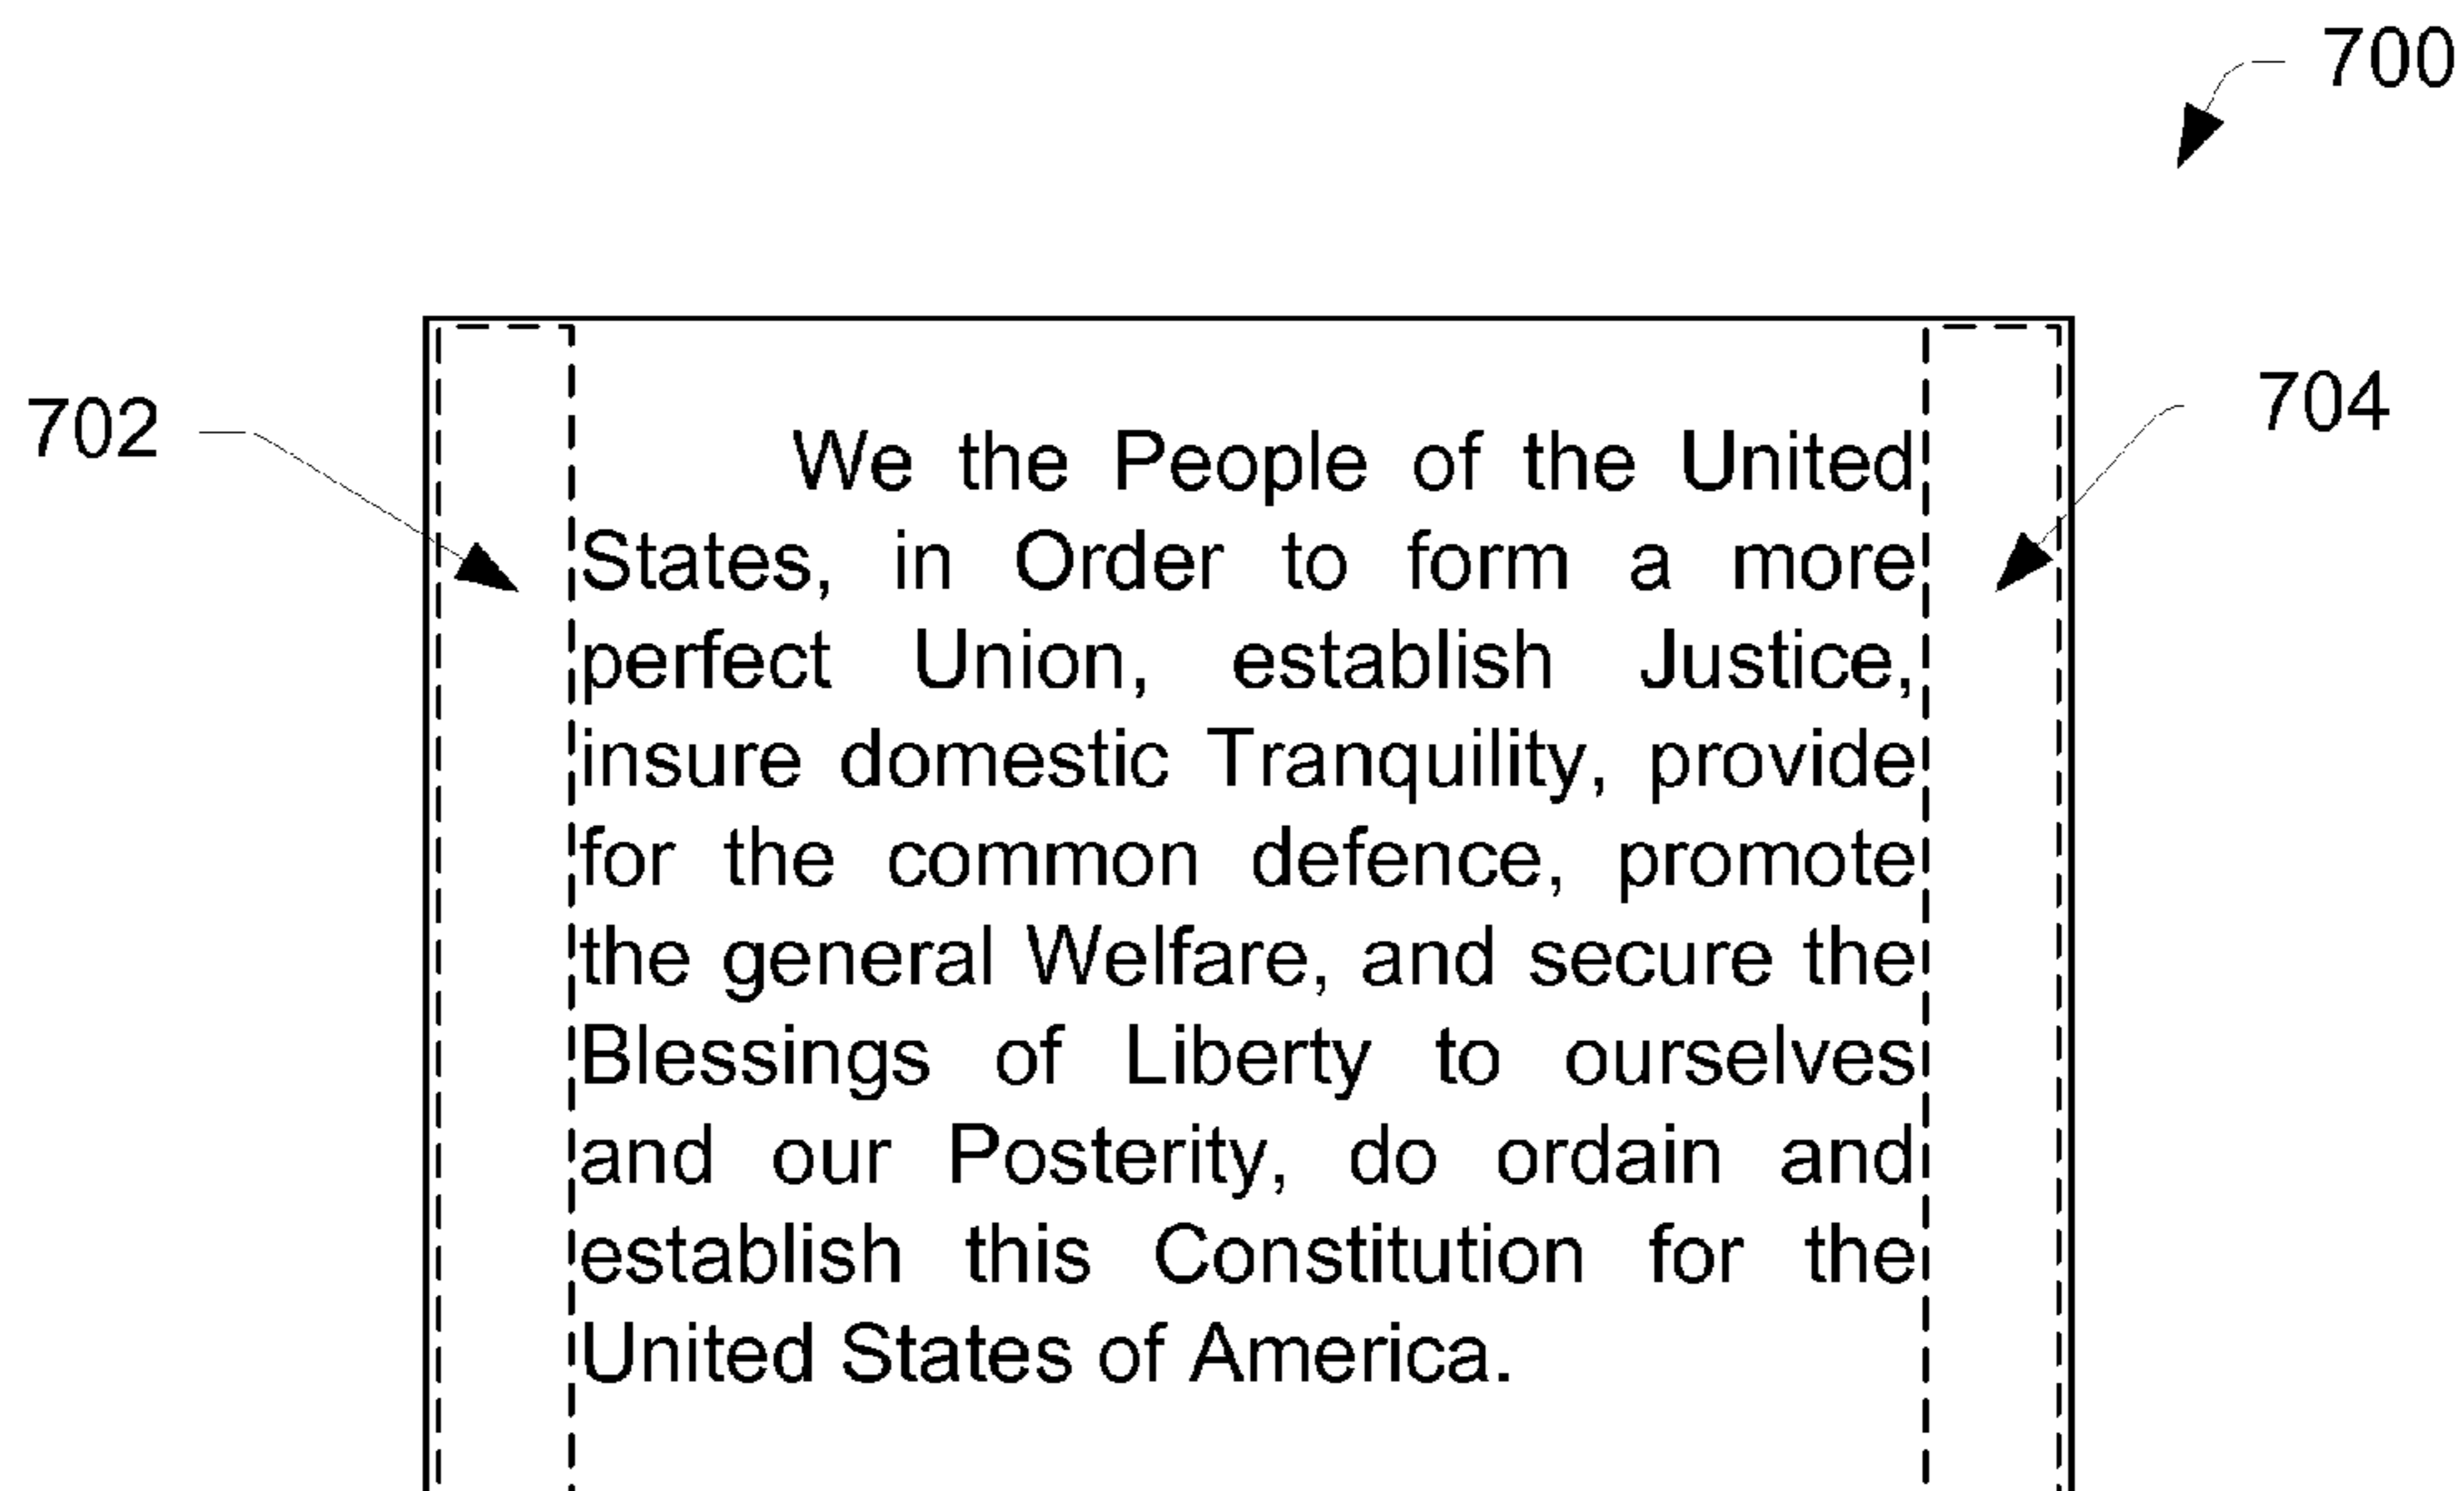 700
702
704
We the People of the United
States, in Order to form a more
perfect Union, establish Justice,
insure domestic Tranquility, provide
for the common defence, promote
the general Welfare, and secure the
Blessings of Liberty to ourselves
and our Posterity, do ordain and
establish this Constitution for the
United States of America.